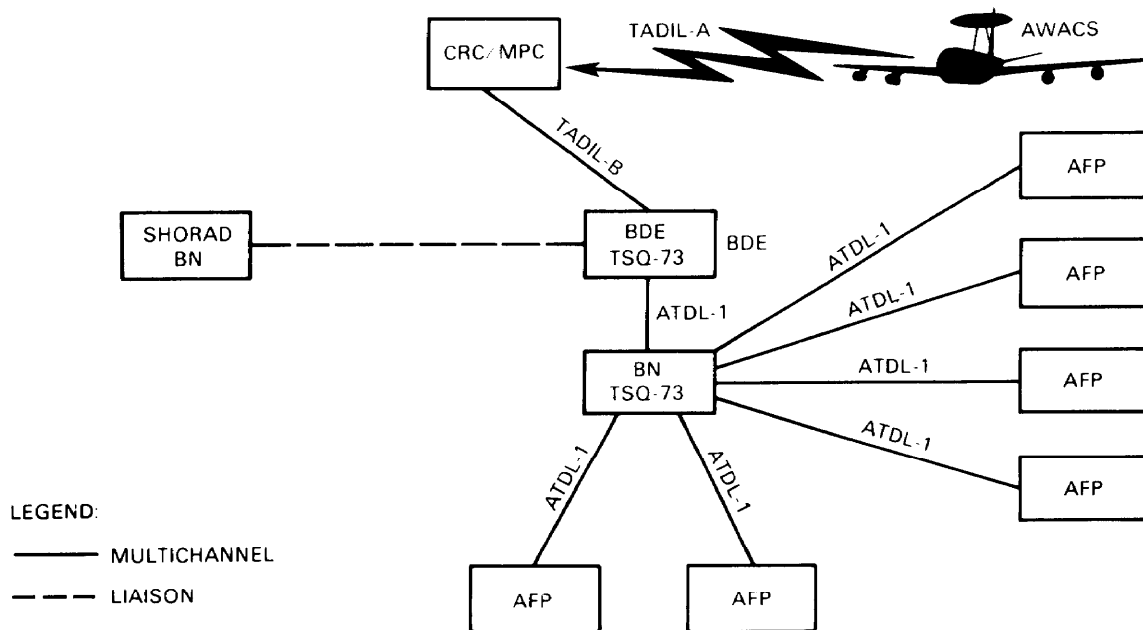 TADIL-A
AWACS
CRC/MPC
TADIL-B
AFP
SHORAD
BN
BDE
TSQ-73
BDE
ATDL-1
AFP
ATDL-1
ATDL-1
BN
TSQ-73
ATDL-1
AFP
ATDL-1
AFP
ATDL-1
ATDL-1
LEGEND:
MULTICHANNEL
LIAISON
AFP
AFP